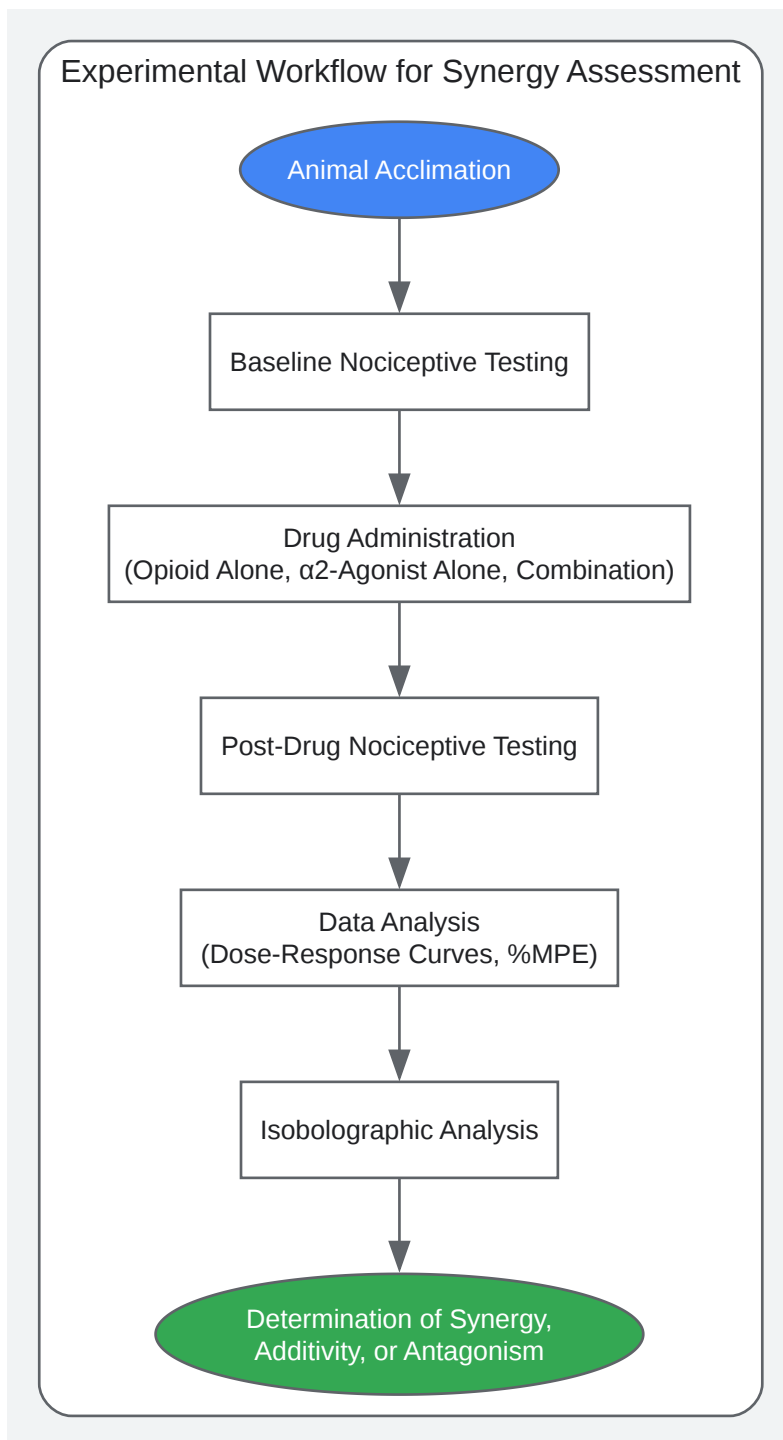 Experimental Workflow for Synergy Assessment
Animal Acclimation
Baseline Nociceptive Testing
Drug Administration
(Opioid Alone, α2-Agonist Alone, Combination)
Post-Drug Nociceptive Testing
Data Analysis
(Dose-Response Curves, %MPE)
Isobolographic Analysis
Determination of Synergy,
Additivity, or Antagonism